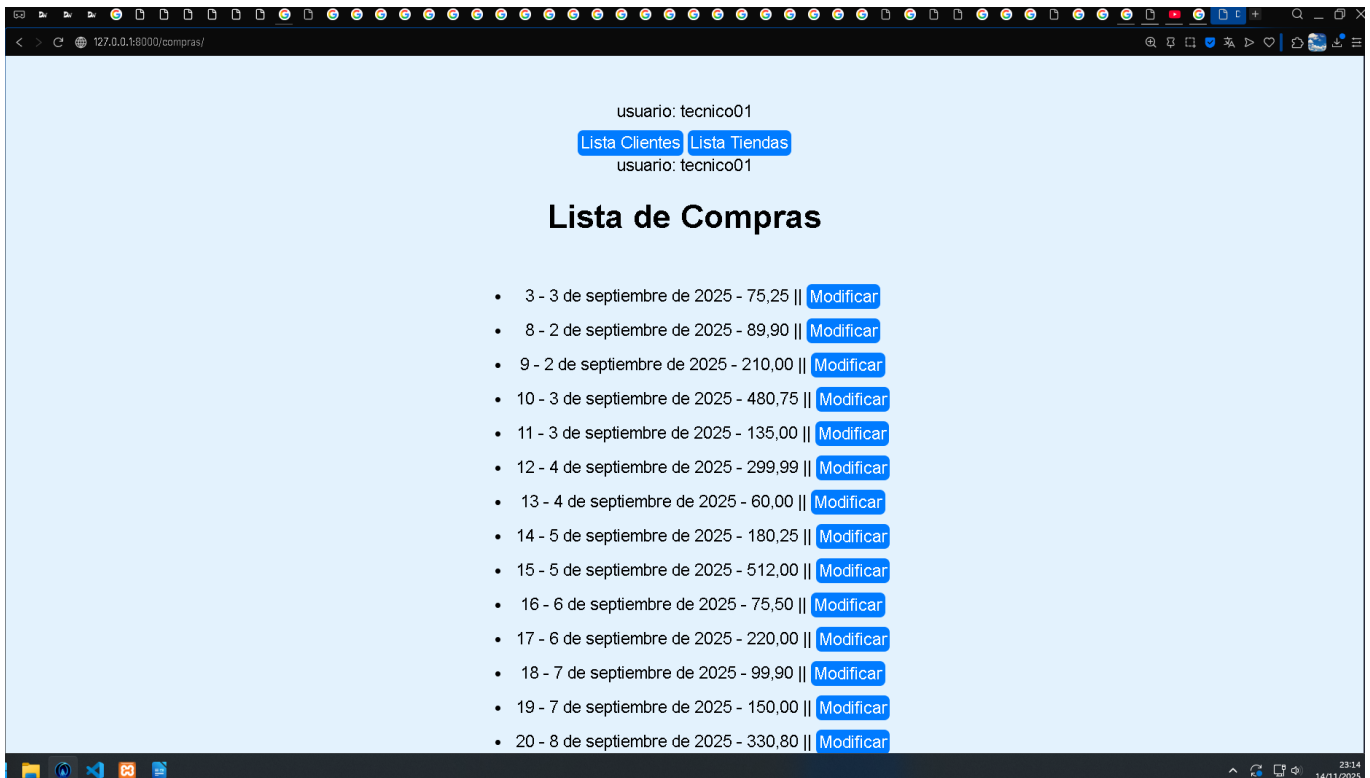 127.0.0.1:8000/compras/
usuario: tecnico01
Lista Clientes Lista Tiendas
usuario: tecnico01
Lista de Compras
3 - 3 de septiembre de 2025 - 75,25 || Modificar
8 - 2 de septiembre de 2025 - 89,90 || Modificar
9 - 2 de septiembre de 2025 - 210,00 || Modificar
10 - 3 de septiembre de 2025 - 480,75 || Modificar
11 - 3 de septiembre de 2025 - 135,00 || Modificar
12 - 4 de septiembre de 2025 - 299,99 || Modificar
13 - 4 de septiembre de 2025 - 60,00 || Modificar
14 - 5 de septiembre de 2025 - 180,25 || Modificar
15 - 5 de septiembre de 2025 - 512,00 || Modificar
16 - 6 de septiembre de 2025 - 75,50 || Modificar
17 - 6 de septiembre de 2025 - 220,00 || Modificar
18 - 7 de septiembre de 2025 - 99,90 || Modificar
19 - 7 de septiembre de 2025 - 150,00 || Modificar
20 - 8 de septiembre de 2025 - 330,80 || Modificar
23:14
14/11/2025